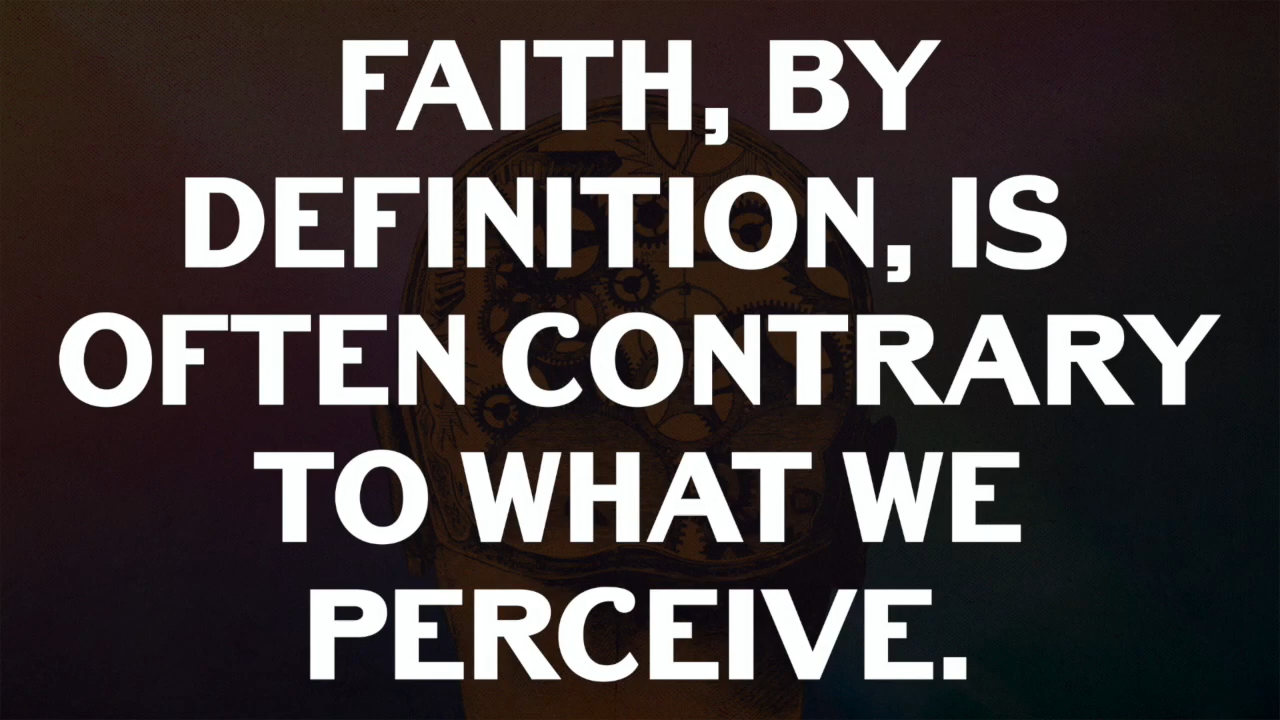 FAITH, BY
DEFINITION, IS
OFTEN CONTRARY
TO WHAT WE
PERCEIVE.